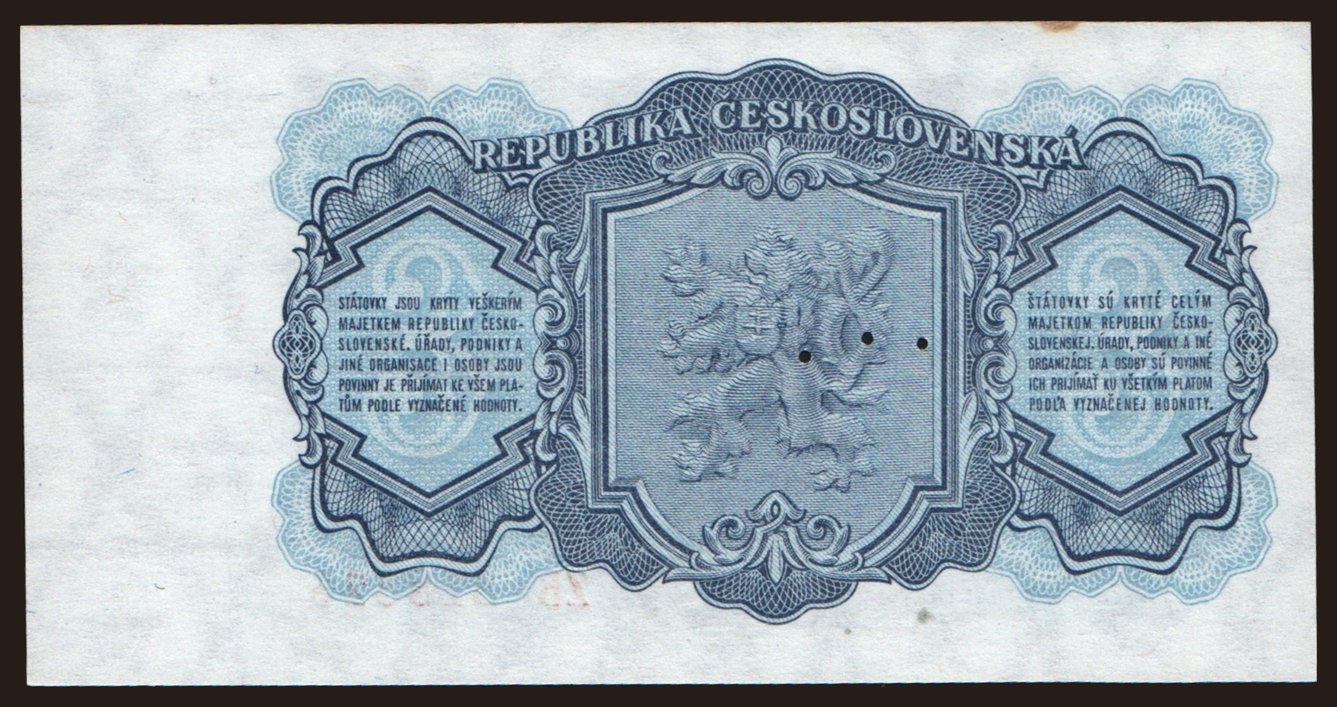 REPUBLIKA ČESKOSLOVENSKÁ
3
STÁTOVKY JSOU KRYTY VEŠKERÝM
MAJETKEM REPUBLIKY ČESKO-
SLOVENSKÉ. ÚŘADY, PODNIKY A
JINÉ ORGANISACE I OSOBY JSOU
POVINNY JE PŘIJÍMAT KE VŠEM PLA-
TŮM PODLE VYZNAČENÉ HODNOTY.
3
ŠTÁTOVKY SÚ KRYTÉ CELÝM
MAJETKOM REPUBLIKY ČESKO-
SLOVENSKEJ. ÚRADY, PODNIKY A INÉ
ORGANIZÁCIE A OSOBY SÚ POVINNÉ
ICH PRIJÍMAŤ KU VŠETKÝM PLATOM
PODĽA VYZNAČENEJ HODNOTY.